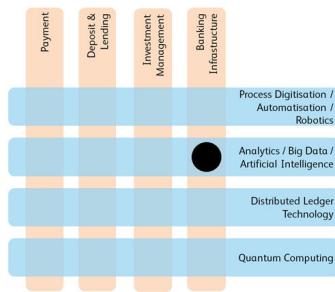 Payment
Deposit &
Lending
Investment
Management
Banking
Infrastructure
Process Digitisation /
Automatisation /
Robotics
Analytics / Big Data /
Artificial Intelligence
Distributed Ledger
Technology
Quantum Computing